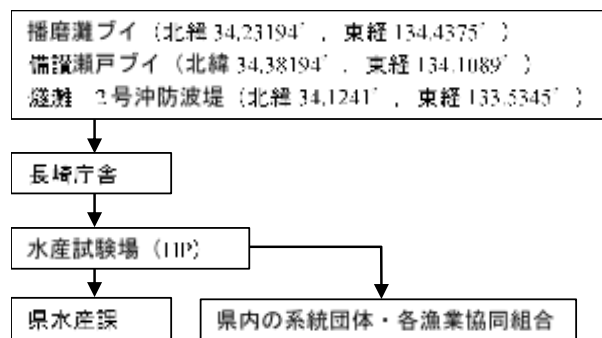 播磨灘ブイ（北緯 34,23194゜，東経 134,4375゜）
備讃瀬戸ブイ（北緯 34,38194゜，東経 134,1089゜）
燧灘　2号沖防波堤（北緯 34,1241゜，東経 133,5345゜）
長崎庁舎
水産試験場（HP）
県水産課
県内の系統団体・各漁業協同組合